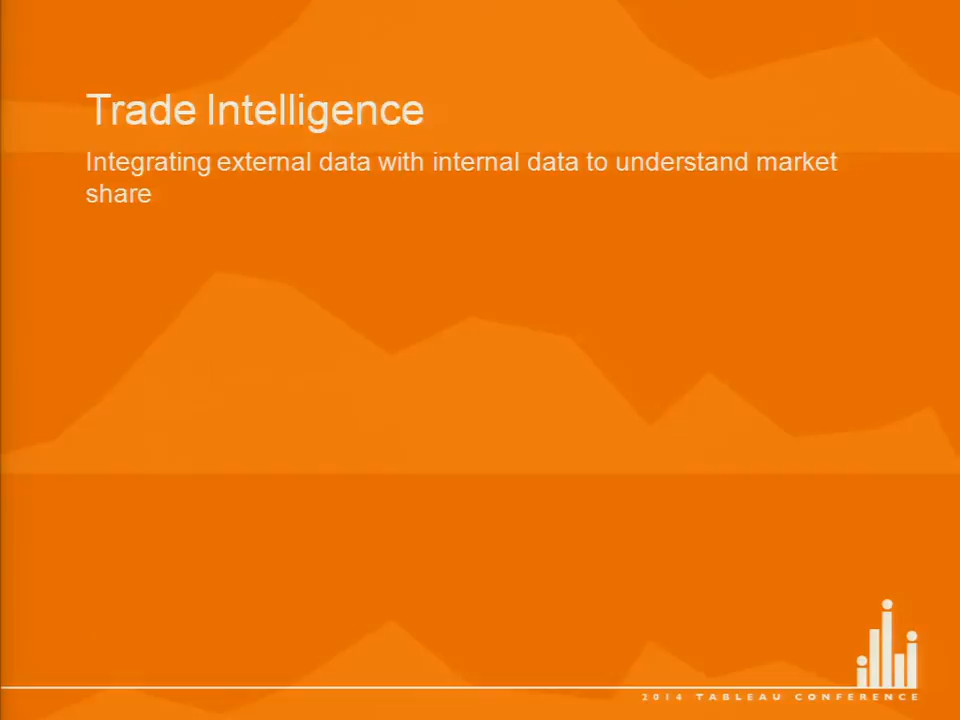 Trade Intelligence
Integrating external data with internal data to understand market
share
2014 TABLEAU CONFERENCE